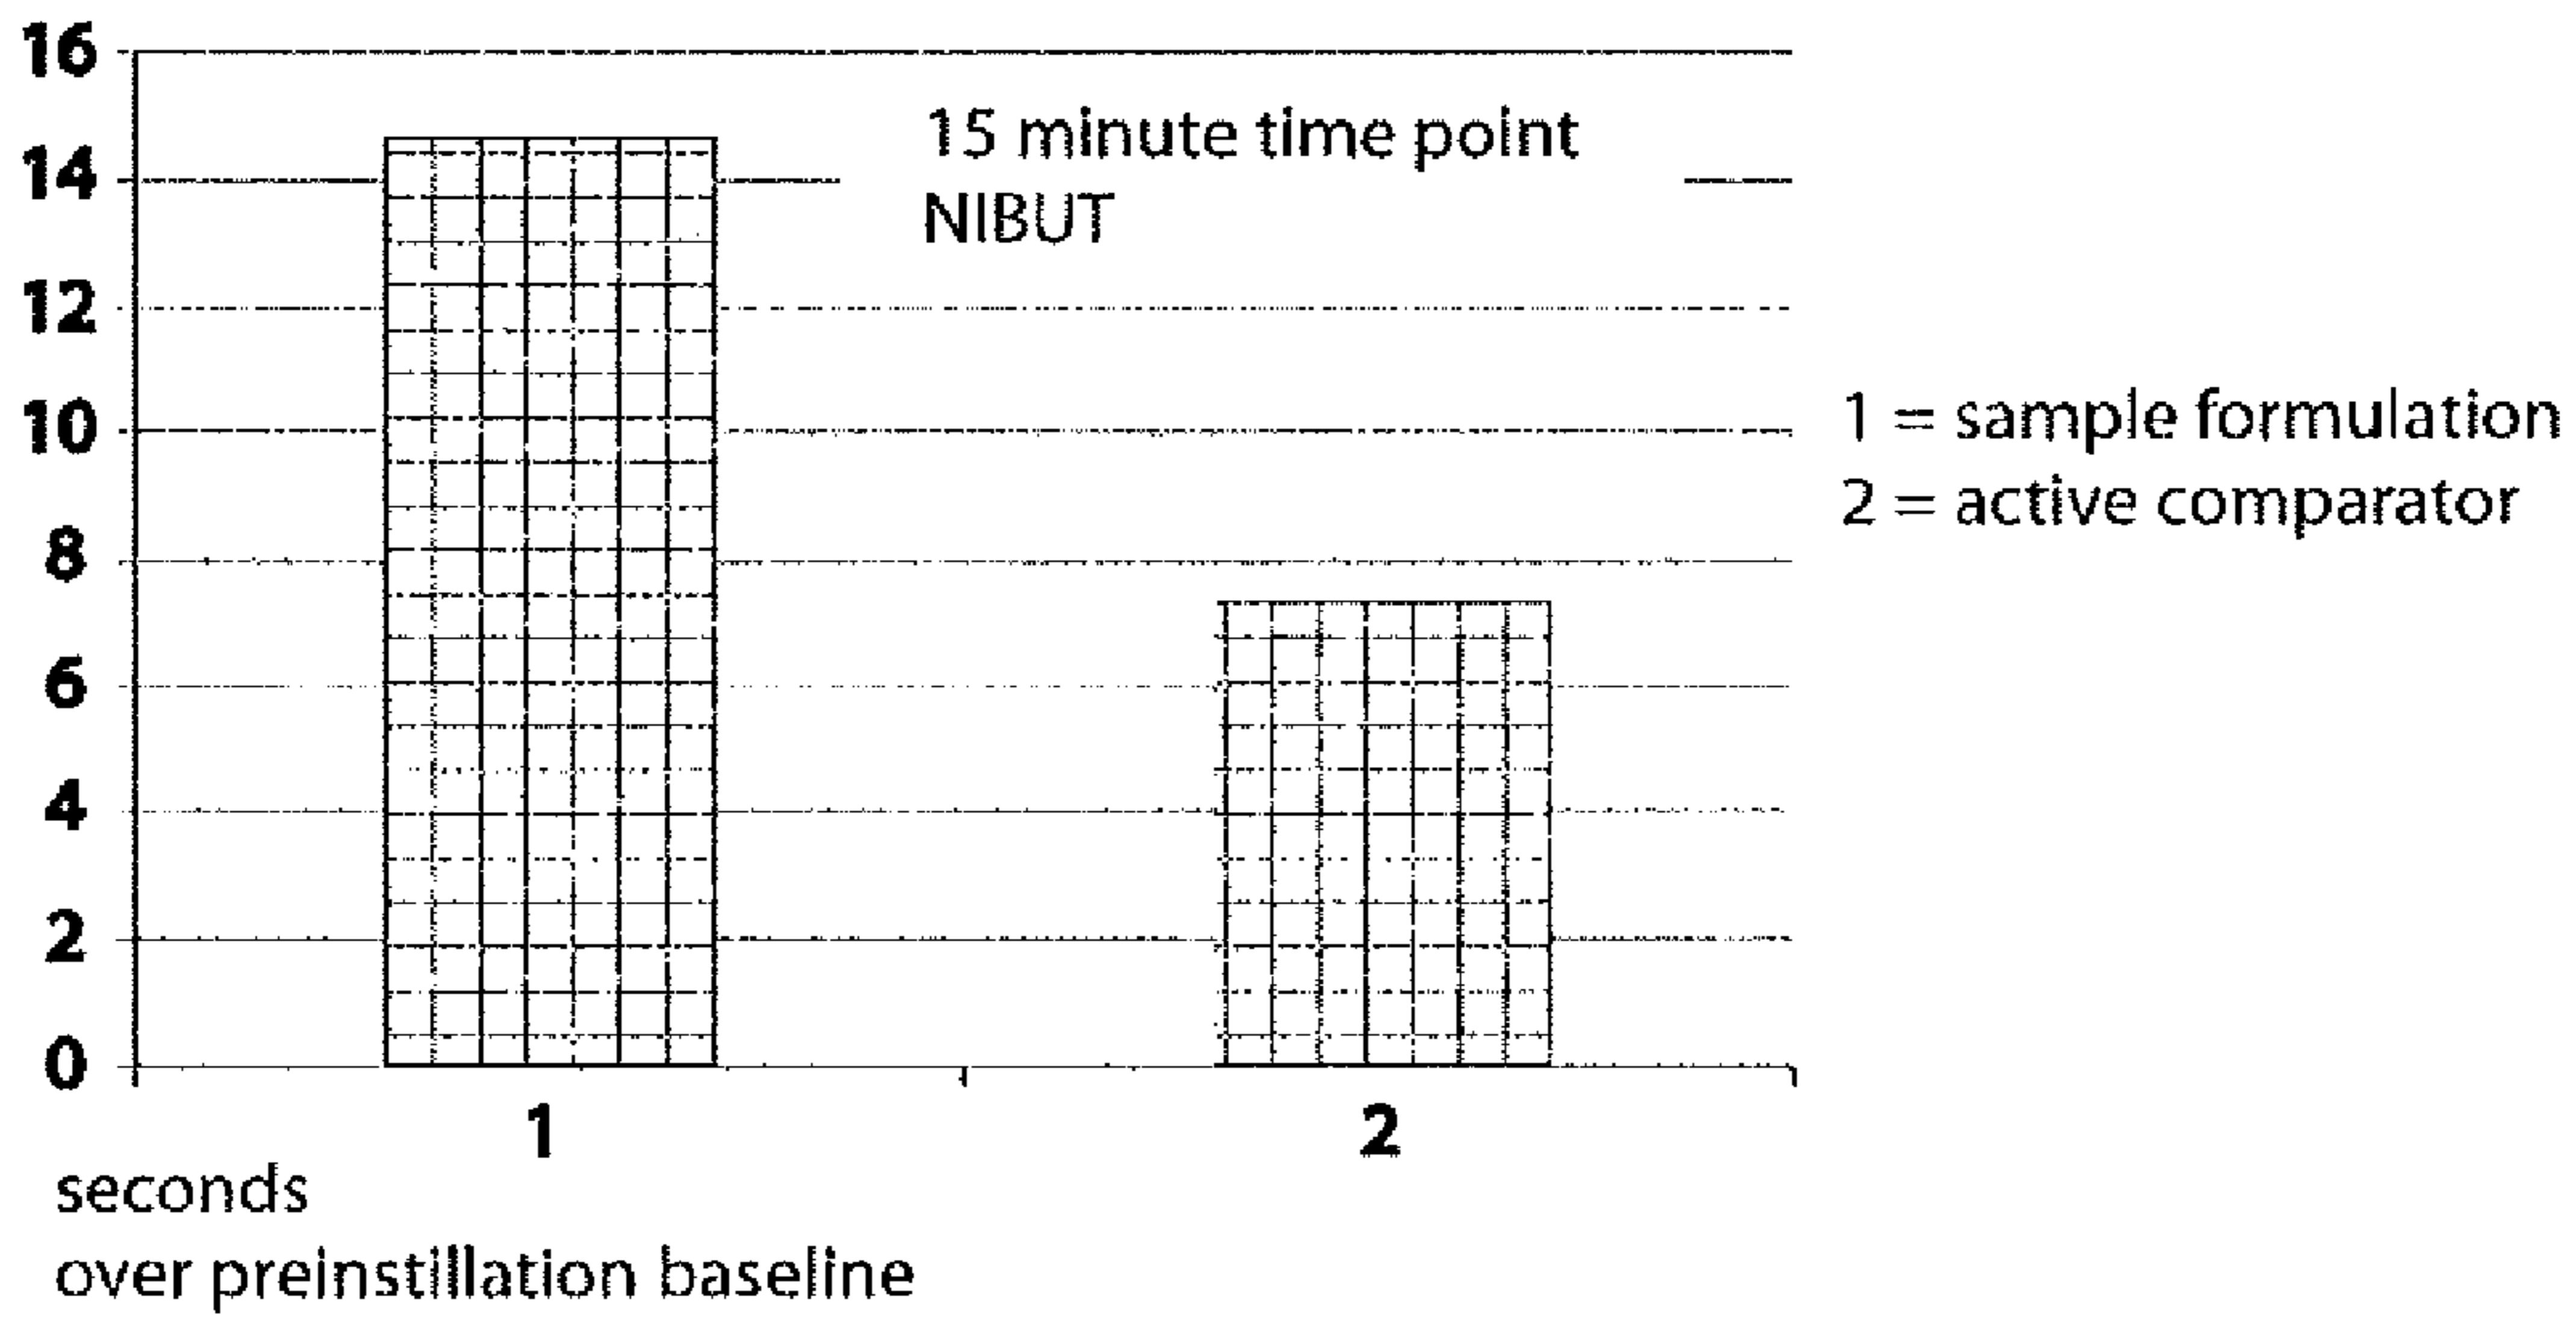 16
14
12
10
8
6
4
2
0
15 minute time point
NIBUT
1 = sample formulation
2 = active comparator
1 2
seconds
over preinstillation baseline